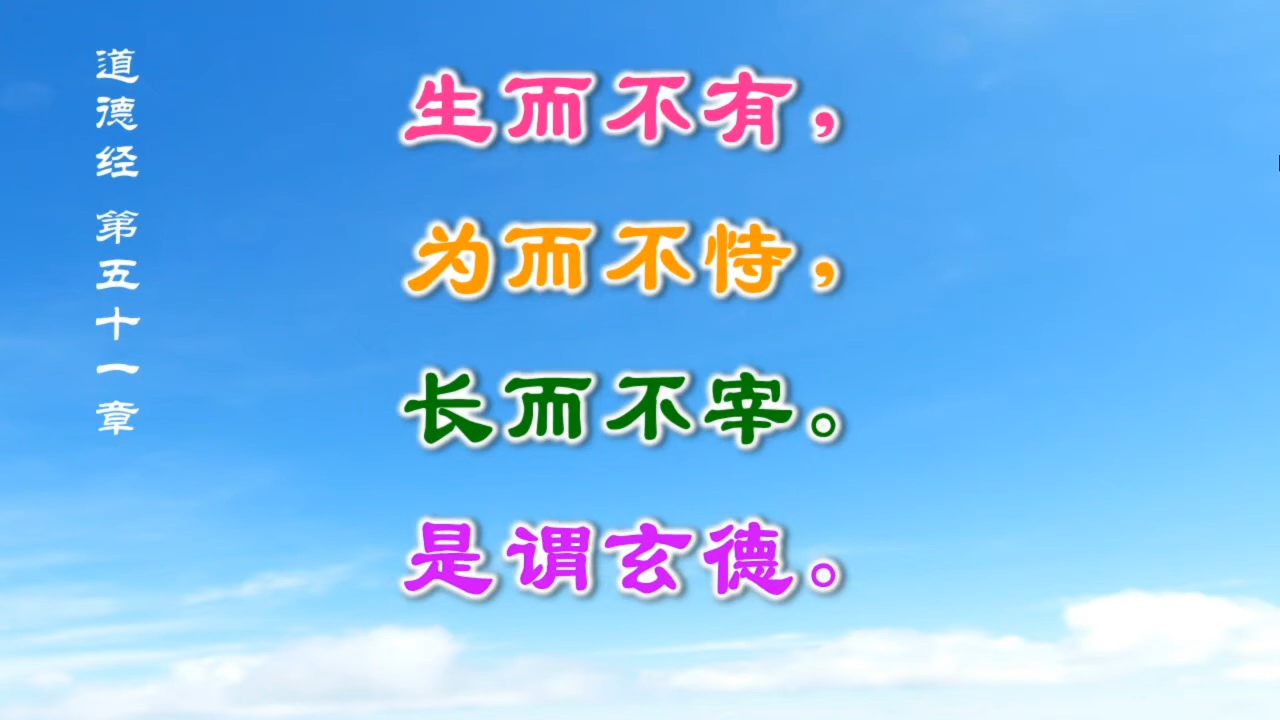 道德经 第五十一章
生而不有，
为而不恃，
长而不宰。
是谓玄德。